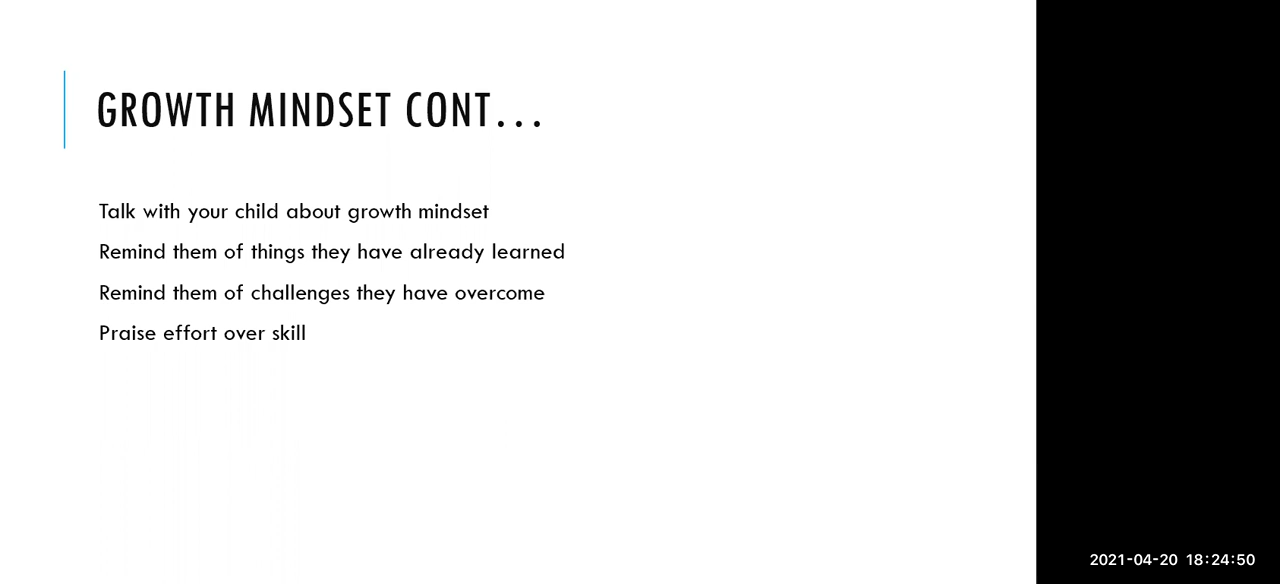 GROWTH MINDSET CONT...
Talk with your child about growth mindset
Remind them of things they have already learned
Remind them of challenges they have overcome
Praise effort over skill
2021-04-20 18:24:50